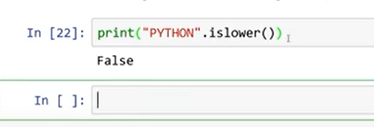 In [22]: print("PYTHON".islower())
False
In [ ]: